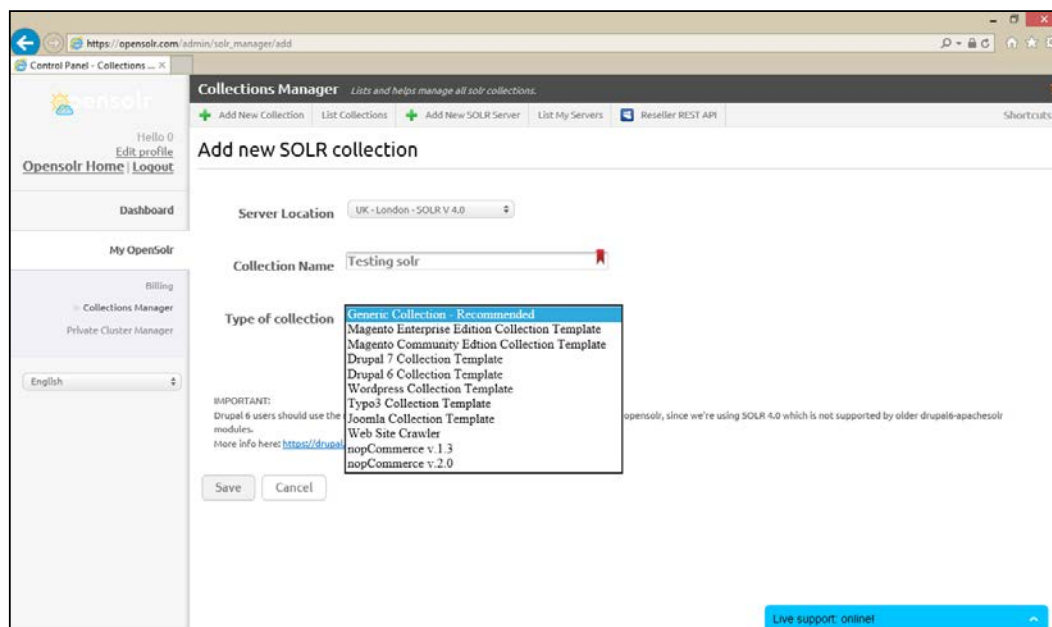 https://opensolr.com/admin/solr_manager/add
Control Panel - Collections ...
opensolr
Hello 0
Edit profile
Opensolr Home | Logout
Dashboard
My OpenSolr
Billing
Collections Manager
Private Cluster Manager
English
Collections Manager Lists and helps manage all solr collections.
Add New Collection List Collections Add New SOLR Server List My Servers Reseller REST API Shortcuts
Add new SOLR collection
Server Location UK - London - SOLR V 4.0
Collection Name Testing solr
Type of collection
Generic Collection - Recommended
Magento Enterprise Edition Collection Template
Magento Community Edtion Collection Template
Drupal 7 Collection Template
Drupal 6 Collection Template
Wordpress Collection Template
Typo3 Collection Template
Joomla Collection Template
Web Site Crawler
nopCommerce v.1.3
nopCommerce v.2.0
IMPORTANT:
Drupal 6 users should use the opensolr, since we're using SOLR 4.0 which is not supported by older drupal6-apachesolr
modules.
More info here: https://drupal
Save Cancel
Live support: online!